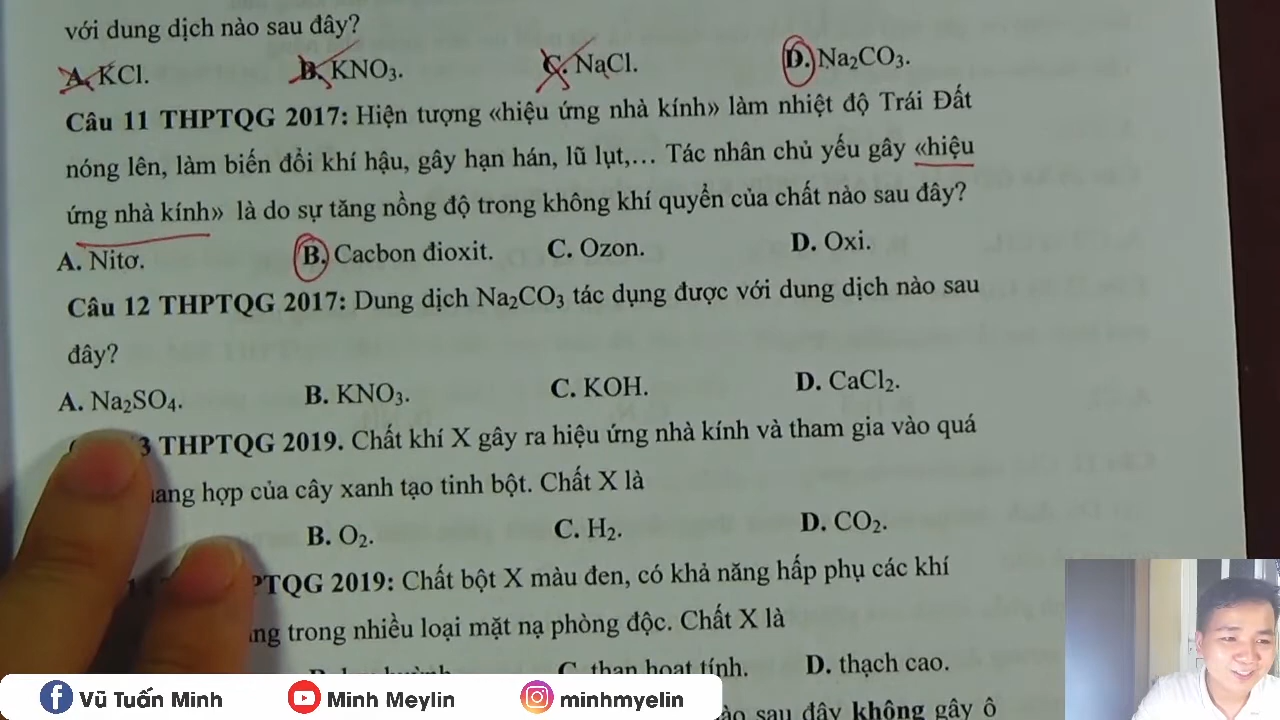 với dung dịch nào sau đây?
A. KCl. B. KNO₃. C. NaCl. D. Na₂CO₃.
Câu 11 THPTQG 2017: Hiện tượng «hiệu ứng nhà kính» làm nhiệt độ Trái Đất
nóng lên, làm biến đổi khí hậu, gây hạn hán, lũ lụt,... Tác nhân chủ yếu gây «hiệu
ứng nhà kính» là do sự tăng nồng độ trong không khí quyển của chất nào sau đây?
A. Nitơ. B. Cacbon đioxit. C. Ozon. D. Oxi.
Câu 12 THPTQG 2017: Dung dịch Na₂CO₃ tác dụng được với dung dịch nào sau
đây?
A. Na₂SO₄. B. KNO₃. C. KOH. D. CaCl₂.
3 THPTQG 2019. Chất khí X gây ra hiệu ứng nhà kính và tham gia vào quá
hợp của cây xanh tạo tinh bột. Chất X là
B. O₂. C. H₂. D. CO₂.
2019: Chất bột X màu đen, có khả năng hấp phụ các khí
trong nhiều loại mặt nạ phòng độc. Chất X là
C. than hoạt tính. D. thạch cao.
sau đây không gây ô
Vũ Tuấn Minh Minh Meylin minhmyelin